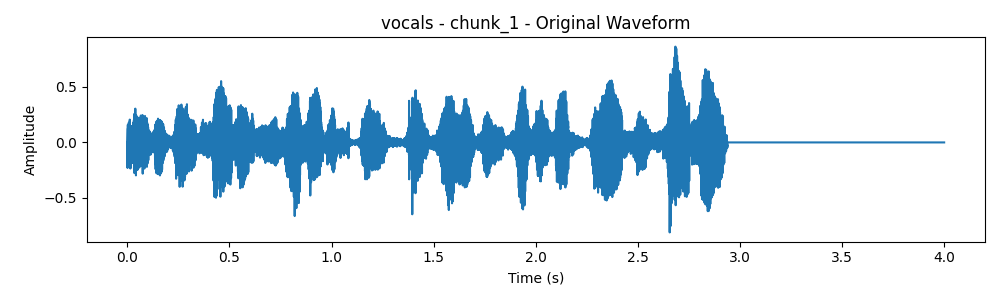 vocals - chunk_1 - Original Waveform
Amplitude
0.5
0.0
−0.5
0.0 0.5 1.0 1.5 2.0 2.5 3.0 3.5 4.0
Time (s)